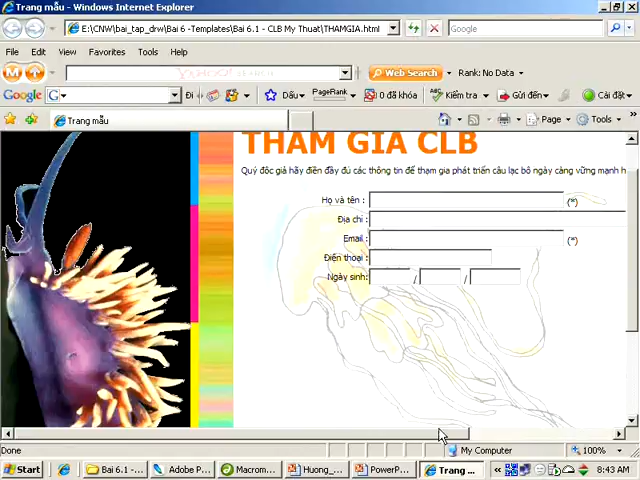 Trang mẫu - Windows Internet Explorer
E:\CNW\bai_tap_drw\Bai 6 -Templates\Bai 6.1 - CLB My Thuat\THAMGIA.html
Google
File Edit View Favorites Tools Help
YAHOO! SEARCH Web Search Rank: No Data
Google G Đi Dấu PageRank 0 đã khóa Kiểm tra Gửi đến Cài đặt
Trang mẫu Page Tools
THAM GIA CLB
Quý độc giả hãy điền đầy đủ các thông tin để tham gia phát triển câu lạc bộ ngày càng vững mạnh h
Họ và tên : (*)
Địa chỉ :
Email : (*)
Điện thoại :
Ngày sinh: / /
Done My Computer 100%
Start Bai 6.1 - ... Adobe P... Macrom... Huong_... PowerP... Trang ... 8:43 AM